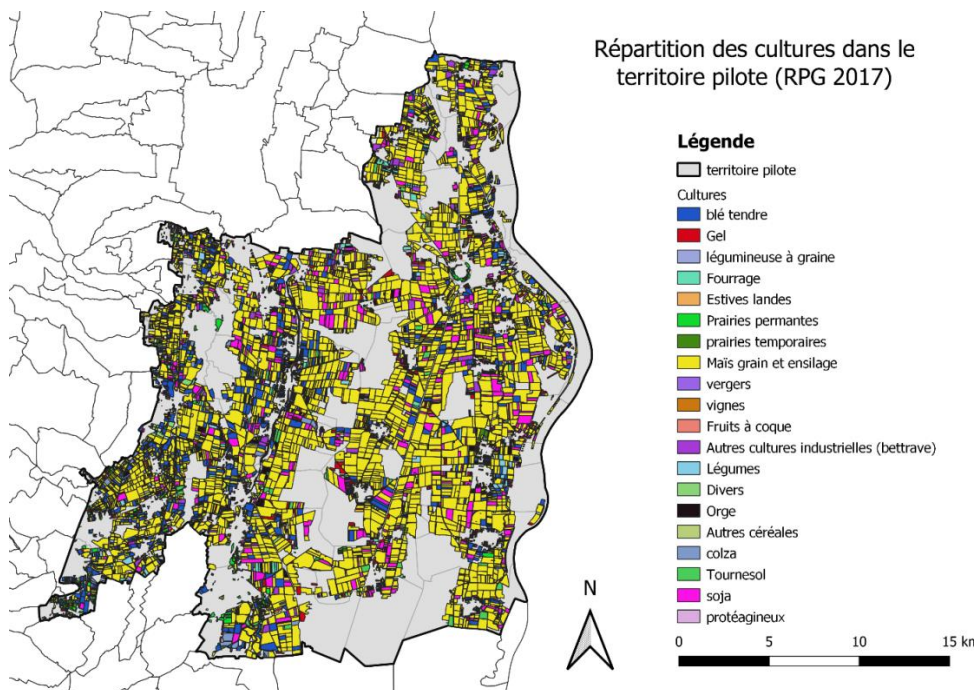 Répartition des cultures dans le
territoire pilote (RPG 2017)
Légende
territoire pilote
Cultures
blé tendre
Gel
légumineuse à graine
Fourrage
Estives landes
Prairies permantes
prairies temporaires
Maïs grain et ensilage
vergers
vignes
Fruits à coque
Autres cultures industrielles (bettrave)
Légumes
Divers
Orge
Autres céréales
colza
Tournesol
soja
protéagineux
N
0 5 10 15 km